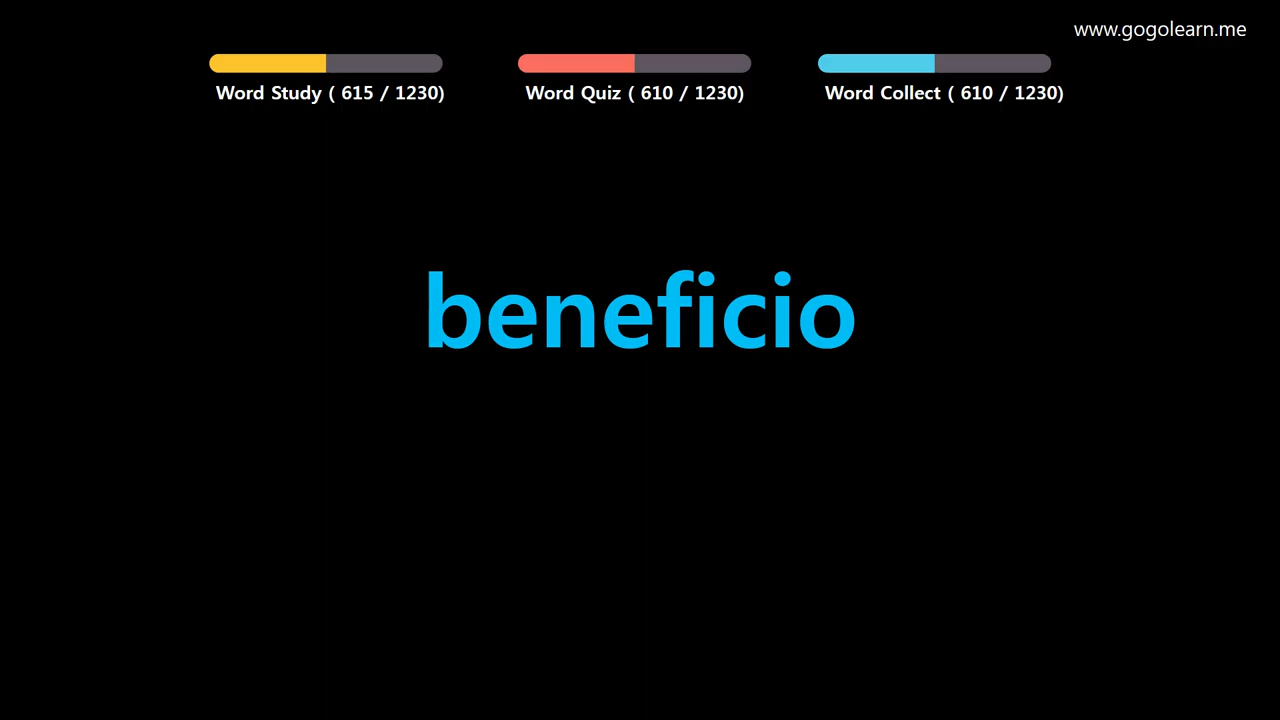 www.gogolearn.me
Word Study ( 615 / 1230)
Word Quiz ( 610 / 1230)
Word Collect ( 610 / 1230)
beneficio